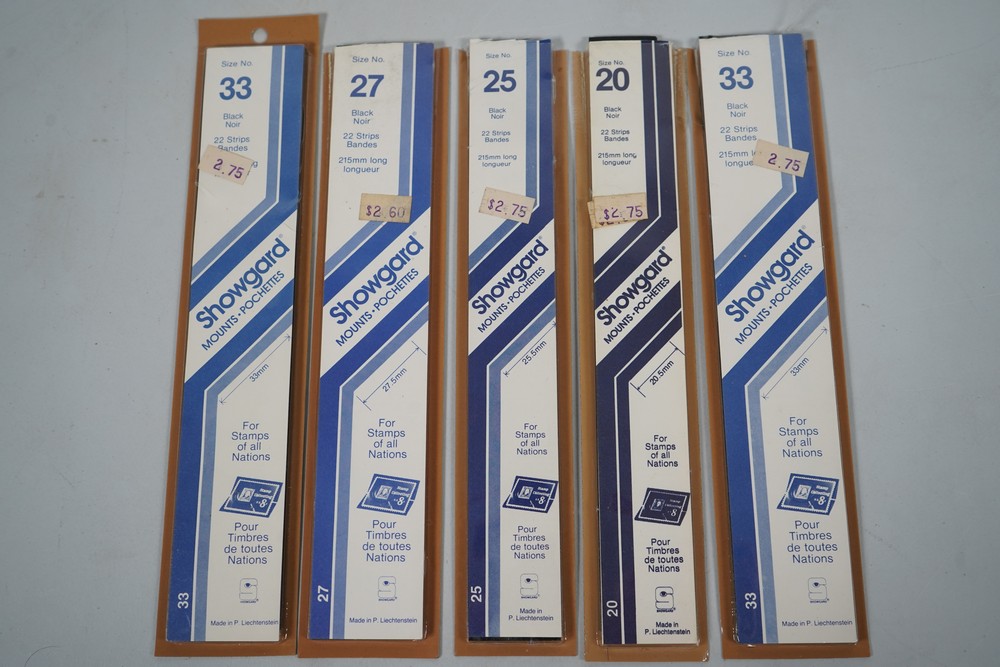 Size No.
33
Black
Noir
22 Strips
Bandes
2.75
Showgard®
MOUNTS • POCHETTES
33mm
For
Stamps
of all
Nations
Pour
Timbres
de toutes
Nations
33
Made in P. Liechtenstein
Size No.
27
Black
Noir
22 Strips
Bandes
215mm long
longueur
$2.60
Showgard®
MOUNTS • POCHETTES
27.5mm
For
Stamps
of all
Nations
Pour
Timbres
de toutes
Nations
27
Made in P. Liechtenstein
Size No.
25
Black
Noir
22 Strips
Bandes
215mm long
longueur
$2.75
Showgard®
MOUNTS • POCHETTES
25.5mm
For
Stamps
of all
Nations
Pour
Timbres
de toutes
Nations
25
Made in
P. Liechtenstein
Size No.
20
Black
Noir
22 Strips
Bandes
215mm long
longueur
$2.75
Showgard®
MOUNTS • POCHETTES
20.5mm
For
Stamps
of all
Nations
Pour
Timbres
de toutes
Nations
20
Made in
P. Liechtenstein
Size No.
33
Black
Noir
22 Strips
Bandes
215mm
2.75
Showgard®
MOUNTS • POCHETTES
33mm
For
Stamps
of all
Nations
Pour
Timbres
de toutes
Nations
33
Made in P. Liechtenstein